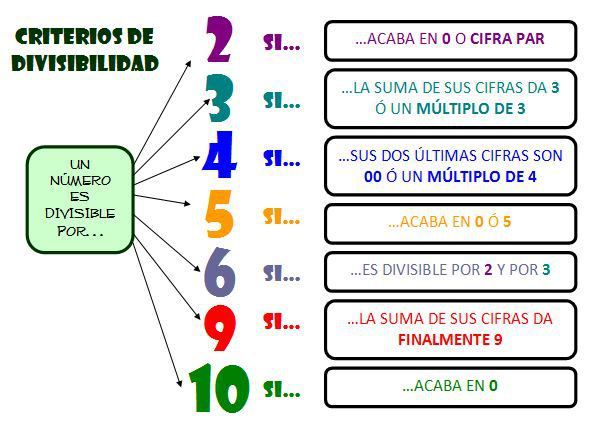 CRITERIOS DE
DIVISIBILIDAD
UN
NÚMERO
ES
DIVISIBLE
POR...
2 SI... ...ACABA EN 0 O CIFRA PAR
3 SI... ...LA SUMA DE SUS CIFRAS DA 3
Ó UN MÚLTIPLO DE 3
4 SI... ...SUS DOS ÚLTIMAS CIFRAS SON
00 Ó UN MÚLTIPLO DE 4
5 SI... ...ACABA EN 0 Ó 5
6 SI... ...ES DIVISIBLE POR 2 Y POR 3
9 SI... ...LA SUMA DE SUS CIFRAS DA
FINALMENTE 9
10 SI... ...ACABA EN 0